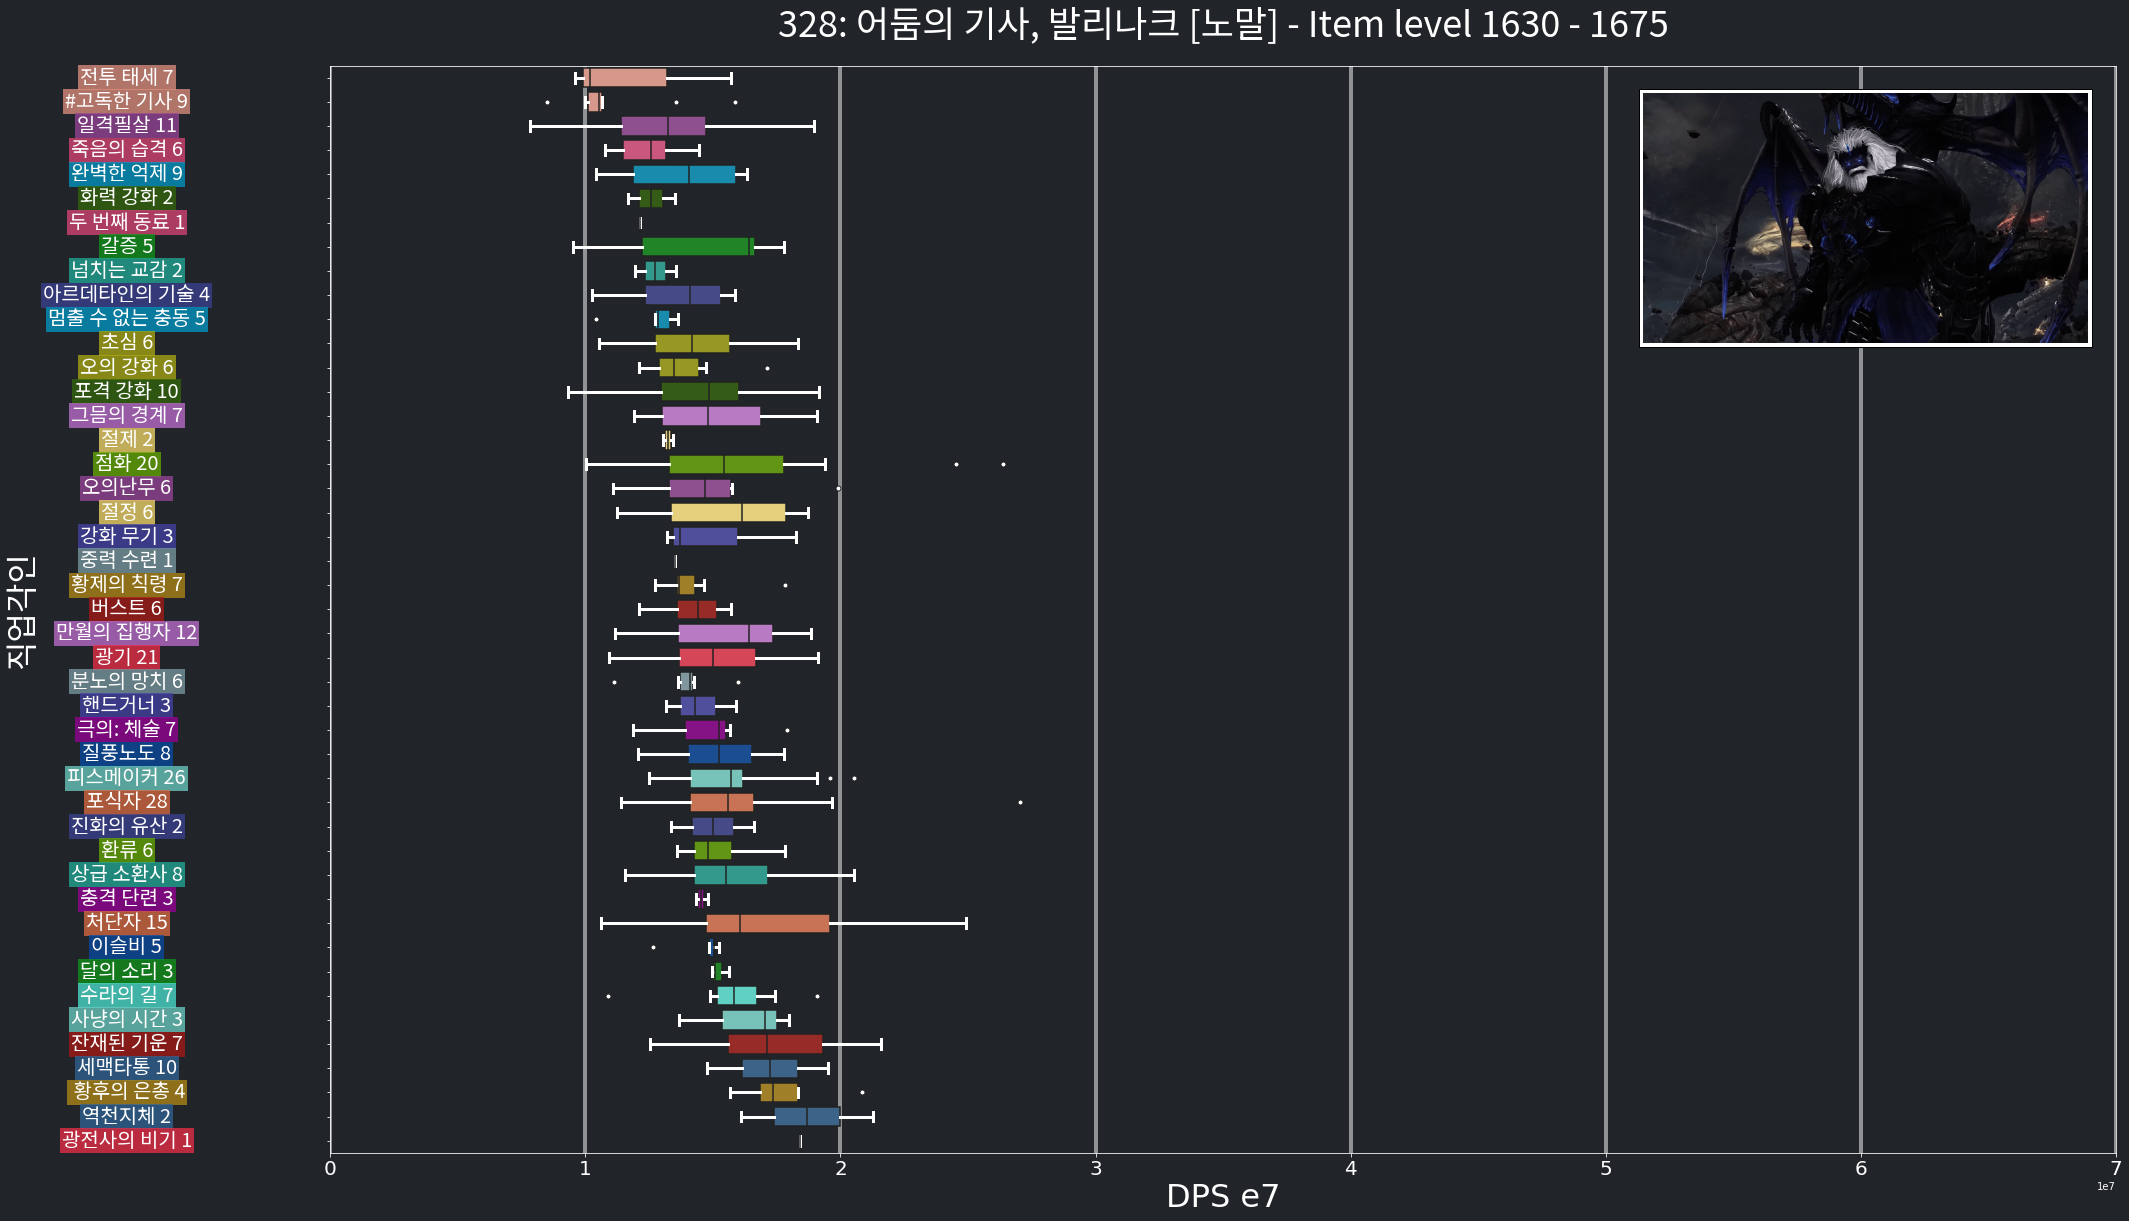 328: 어둠의 기사, 발리나크 [노말] - Item level 1630 - 1675
전투 태세 7
#고독한 기사 9
일격필살 11
죽음의 습격 6
완벽한 억제 9
화력 강화 2
두 번째 동료 1
갈증 5
넘치는 교감 2
아르데타인의 기술 4
멈출 수 없는 충동 5
초심 6
오의 강화 6
포격 강화 10
그믐의 경계 7
절제 2
점화 20
오의난무 6
절정 6
강화 무기 3
중력 수련 1
황제의 칙령 7
버스트 6
만월의 집행자 12
광기 21
분노의 망치 6
핸드거너 3
극의: 체술 7
질풍노도 8
피스메이커 26
포식자 28
진화의 유산 2
환류 6
상급 소환사 8
충격 단련 3
처단자 15
이슬비 5
달의 소리 3
수라의 길 7
사냥의 시간 3
잔재된 기운 7
세맥타통 10
황후의 은총 4
역천지체 2
광전사의 비기 1
직업각인
0 1 2 3 4 5 6 7
1e7
DPS e7